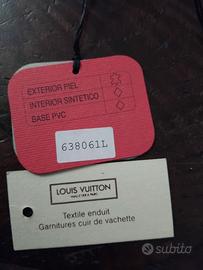 EXTERIOR PIEL
INTERIOR SINTETICO
BASE PVC
638061L
LOUIS VUITTON
Textile enduit
Garnitures cuir de vachette
subito